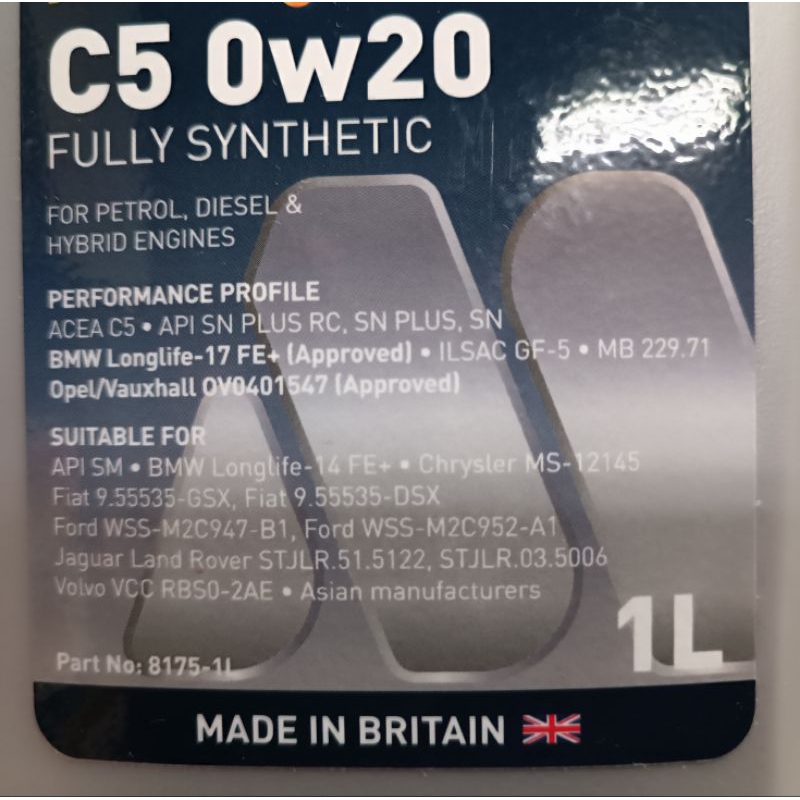 C5 0w20
FULLY SYNTHETIC
FOR PETROL, DIESEL &
HYBRID ENGINES
PERFORMANCE PROFILE
ACEA C5 • API SN PLUS RC, SN PLUS, SN
BMW Longlife-17 FE+ (Approved) • ILSAC GF-5 • MB 229.71
Opel/Vauxhall OV0401547 (Approved)
SUITABLE FOR
API SM • BMW Longlife-14 FE+ • Chrysler MS-12145
Fiat 9.55535-GSX, Fiat 9.55535-DSX
Ford WSS-M2C947-B1, Ford WSS-M2C952-A1
Jaguar Land Rover STJLR.51.5122, STJLR.03.5006
Volvo VCC RBS0-2AE • Asian manufacturers
1L
Part No: 8175-1L
MADE IN BRITAIN